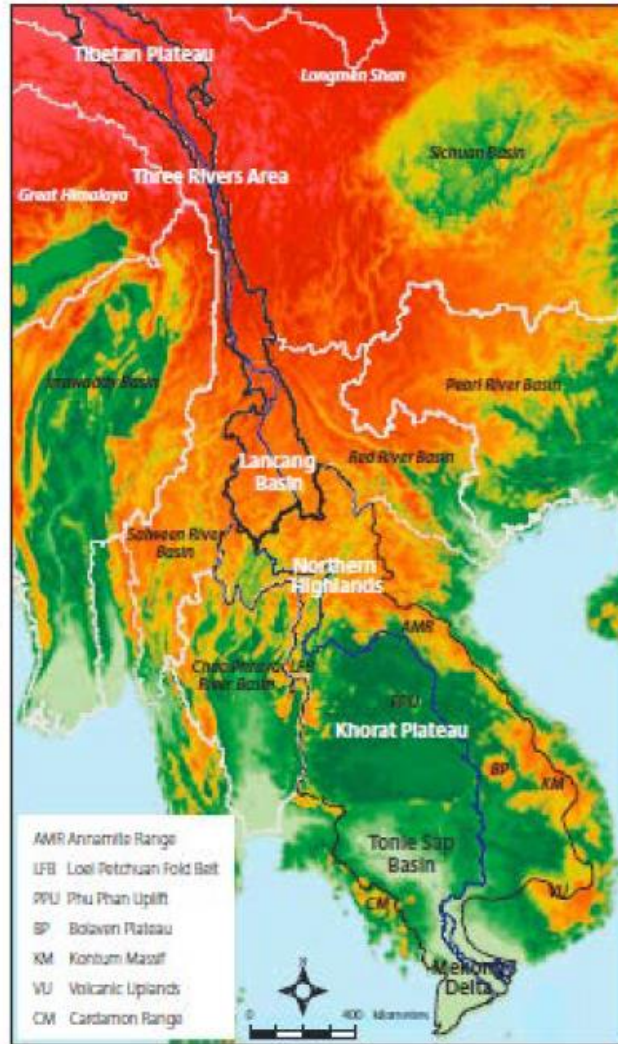 Tibetan Plateau
Longmen Shan
Sichuan Basin
Three Rivers Area
Great Himalaya
Irrawaddy Basin
Pearl River Basin
Red River Basin
Lancang
Basin
Salween River
Basin
Northern
Highlands
AMR
Chao Phraya
River Basin
LFB
PPU
Khorat Plateau
BP
KM
Tonle Sap
Basin
VU
CM
Mekong
Delta
AMR Annamite Range
LFB Loei Petchuan Fold Belt
PPU Phu Phan Uplift
BP Bolaven Plateau
KM Kontum Massif
VU Volcanic Uplands
CM Cardamon Range
0 400 kilometres